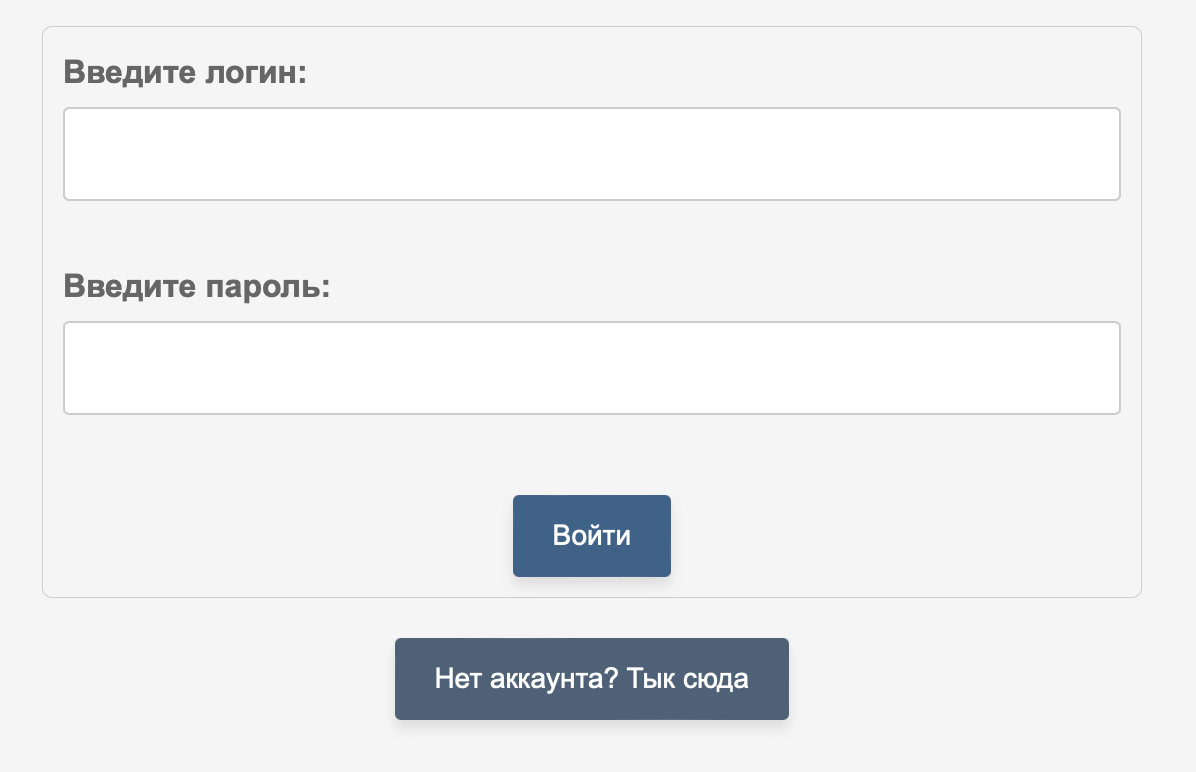 Введите логин:
Введите пароль:
Войти
Нет аккаунта? Тык сюда